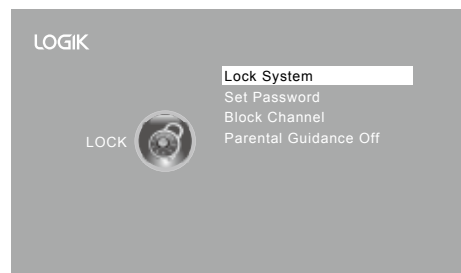 LOGIK
Lock System
Set Password
Block Channel
LOCK
Parental Guidance Off